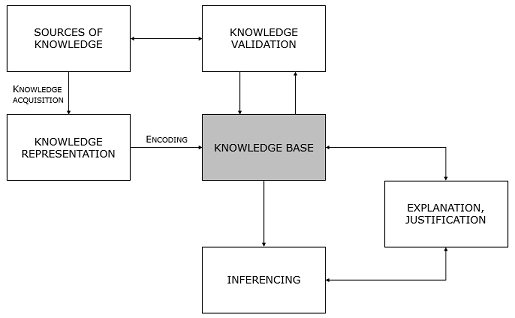 SOURCES OF
KNOWLEDGE
KNOWLEDGE
VALIDATION
KNOWLEDGE
ACQUISITION
KNOWLEDGE
REPRESENTATION
ENCODING
KNOWLEDGE BASE
EXPLANATION,
JUSTIFICATION
INFERENCING